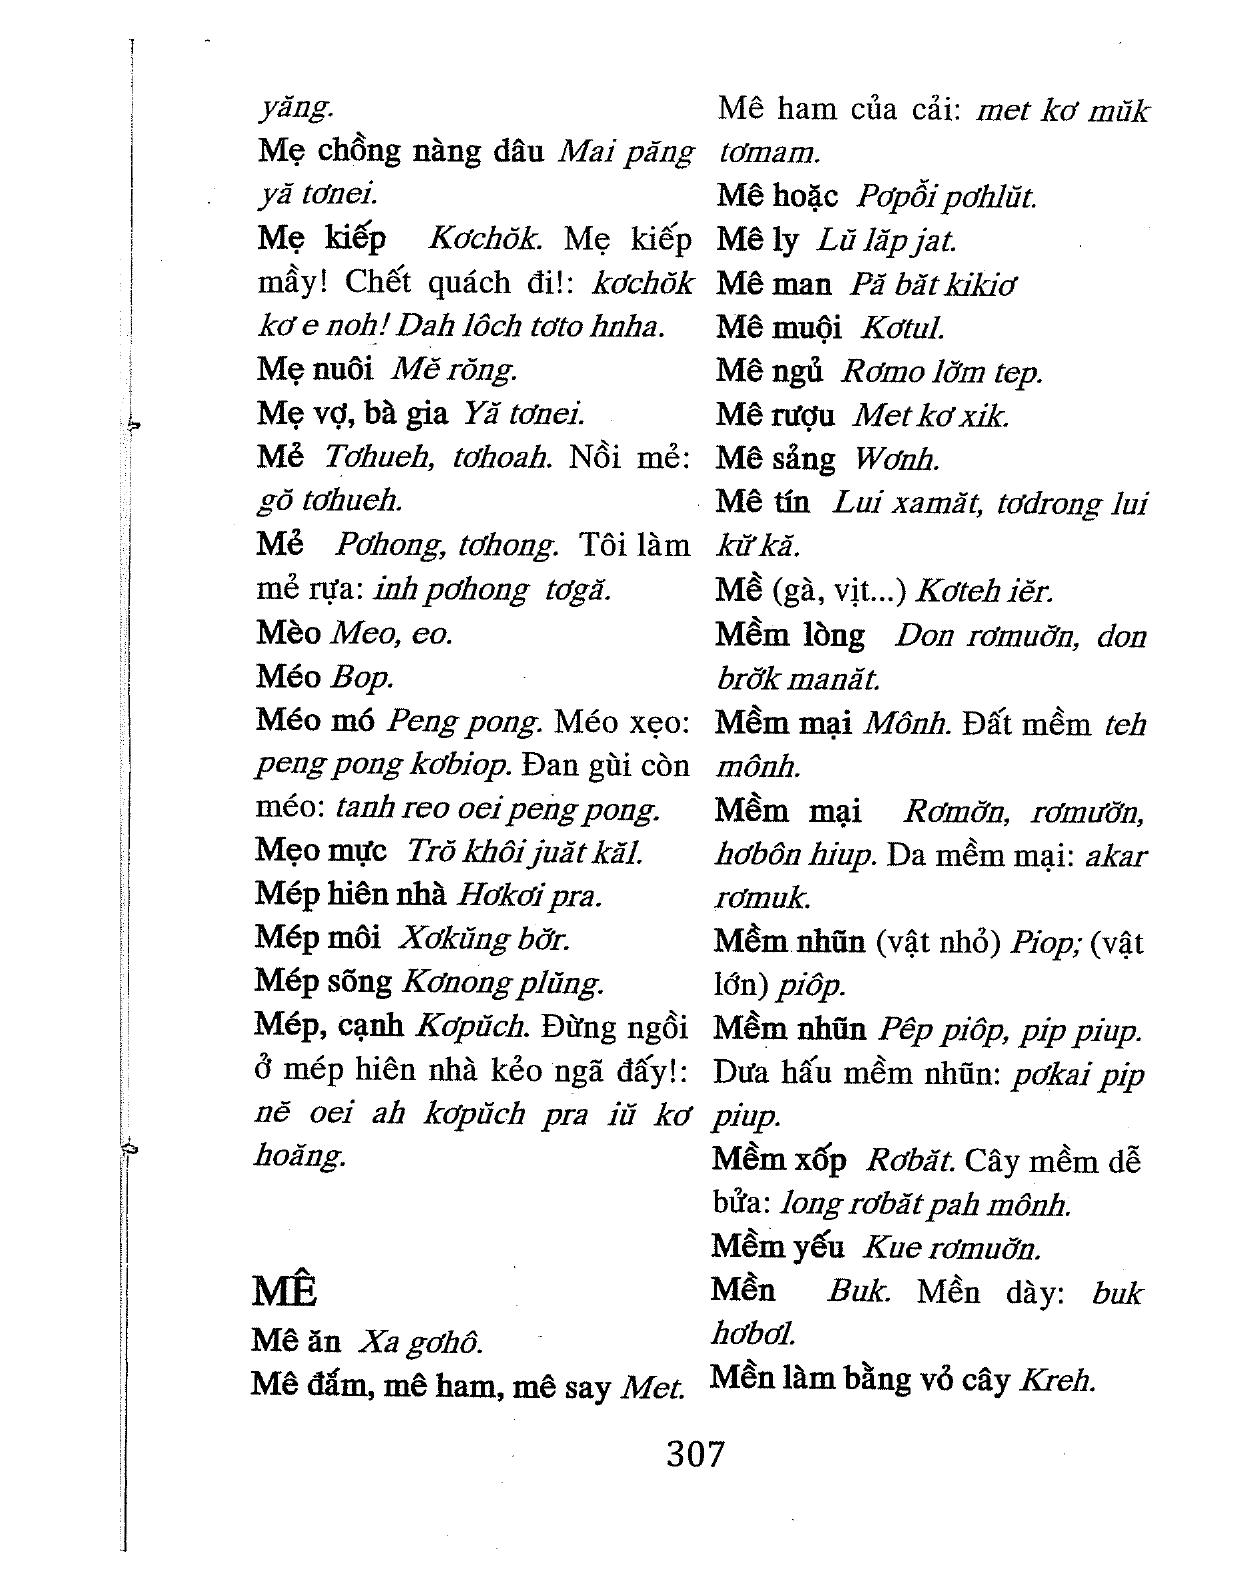 yăng.
Mẹ chồng nàng dâu Mai păng
yă tơnei.
Mẹ kiếp Kơchŏk. Mẹ kiếp
mầy! Chết quách đi!: kơchŏk
kơ e noh! Dah lôch tơto hnha.
Mẹ nuôi Mĕ rŏng.
Mẹ vợ, bà gia Yă tơnei.
Mẻ Tơhueh, tơhoah. Nồi mẻ:
gŏ tơhueh.
Mẻ Pơhong, tơhong. Tôi làm
mẻ rựa: inh pơhong tơgă.
Mèo Meo, eo.
Méo Bop.
Méo mó Peng pong. Méo xẹo:
peng pong kơbiop. Đan gùi còn
méo: tanh reo oei peng pong.
Mẹo mực Trŏ khôi juăt kăl.
Mép hiên nhà Hơkơi pra.
Mép môi Xơkŭng bơ̆r.
Mép sõng Kơnong plŭng.
Mép, cạnh Kơpŭch. Đừng ngồi
ở mép hiên nhà kẻo ngã đấy!:
nĕ oei ah kơpŭch pra iŭ kơ
hoăng.
MÊ
Mê ăn Xa gơhô.
Mê đắm, mê ham, mê say Met.
Mê ham của cải: met kơ mŭk
tơmam.
Mê hoặc Pơpô̆i pơhlŭt.
Mê ly Lŭ lăp jat.
Mê man Pă băt kikiơ
Mê muội Kơtul.
Mê ngủ Rơmo lơ̆m tep.
Mê rượu Met kơ xik.
Mê sảng Wơnh.
Mê tín Lui xamăt, tơdrong lui
kư̆ kă.
Mề (gà, vịt...) Kơteh iĕr.
Mềm lòng Don rơmuơ̆n, don
brơ̆k manăt.
Mềm mại Mônh. Đất mềm teh
mônh.
Mềm mại Rơmơ̆n, rơmươ̆n,
hơbôn hiup. Da mềm mại: akar
rơmuk.
Mềm nhũn (vật nhỏ) Piop; (vật
lớn) piôp.
Mềm nhũn Pêp piôp, pip piup.
Dưa hấu mềm nhũn: pơkai pip
piup.
Mềm xốp Rơbăt. Cây mềm dễ
bửa: long rơbăt pah mônh.
Mềm yếu Kue rơmuơ̆n.
Mền Buk. Mền dày: buk
hơbơl.
Mền làm bằng vỏ cây Kreh.
307